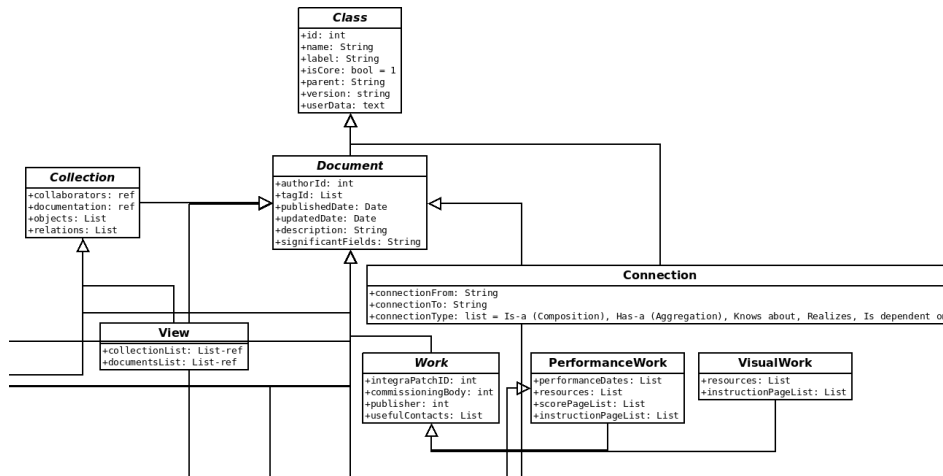 Class
+id: int
+name: String
+label: String
+isCore: bool = 1
+parent: String
+version: string
+userData: text
Document
+authorId: int
+tagId: List
+publishedDate: Date
+updatedDate: Date
+description: String
+significantFields: String
Collection
+collaborators: ref
+documentation: ref
+objects: List
+relations: List
Connection
+connectionFrom: String
+connectionTo: String
+connectionType: list = Is-a (Composition), Has-a (Aggregation), Knows about, Realizes, Is dependent o
View
+collectionList: List-ref
+documentsList: List-ref
Work
+integraPatchID: int
+commissioningBody: int
+publisher: int
+usefulContacts: List
PerformanceWork
+performanceDates: List
+resources: List
+scorePageList: List
+instructionPageList: List
VisualWork
+resources: List
+instructionPageList: List